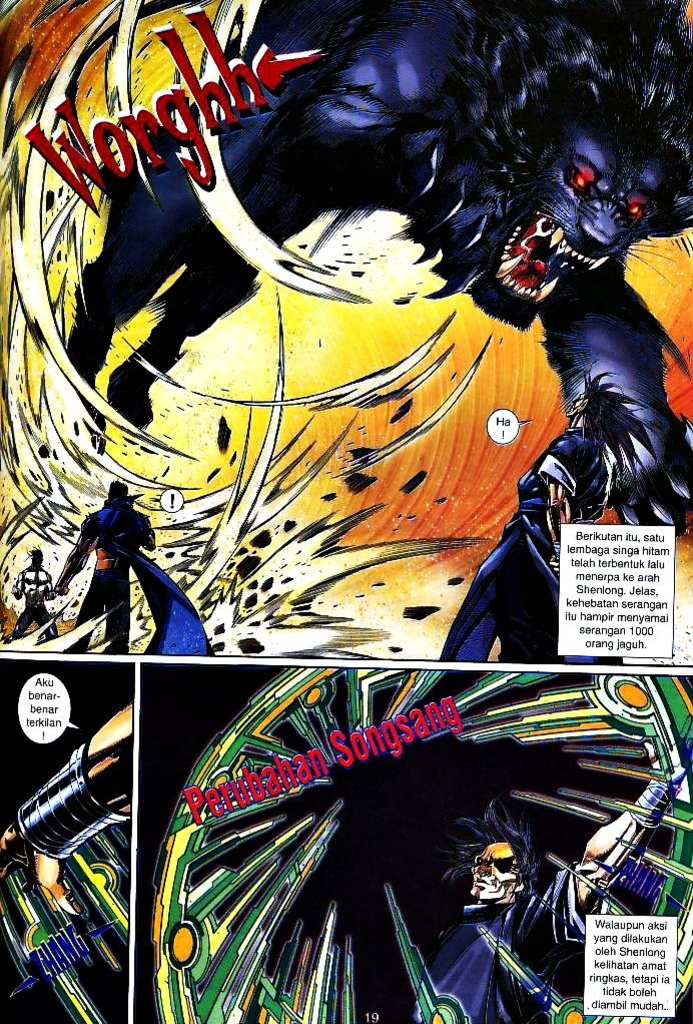 Worghh
Ha
!
!
Berikutan itu, satu
lembaga singa hitam
telah terbentuk lalu
menerpa ke arah
Shenlong. Jelas,
kehebatan serangan
itu hampir menyamai
serangan 1000
orang jaguh.
Aku
benar-
benar
terkilan
!
ZHANG
Perubahan Songsang
ZHANG
Walaupun aksi
yang dilakukan
oleh Shenlong
kelihatan amat
ringkas, tetapi ia
tidak boleh
diambil mudah..
19